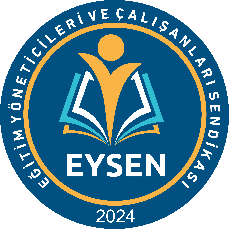 EĞİTİM YÖNETİCİLERİ VE ÇALIŞANLARI SENDİKASI
EYSEN
2024